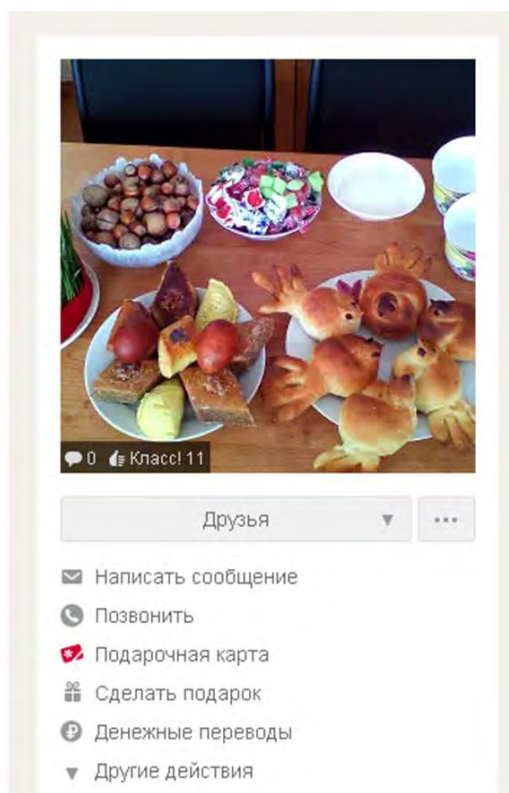 0 Класс! 11
Друзья
Написать сообщение
Позвонить
Подарочная карта
Сделать подарок
Денежные переводы
Другие действия